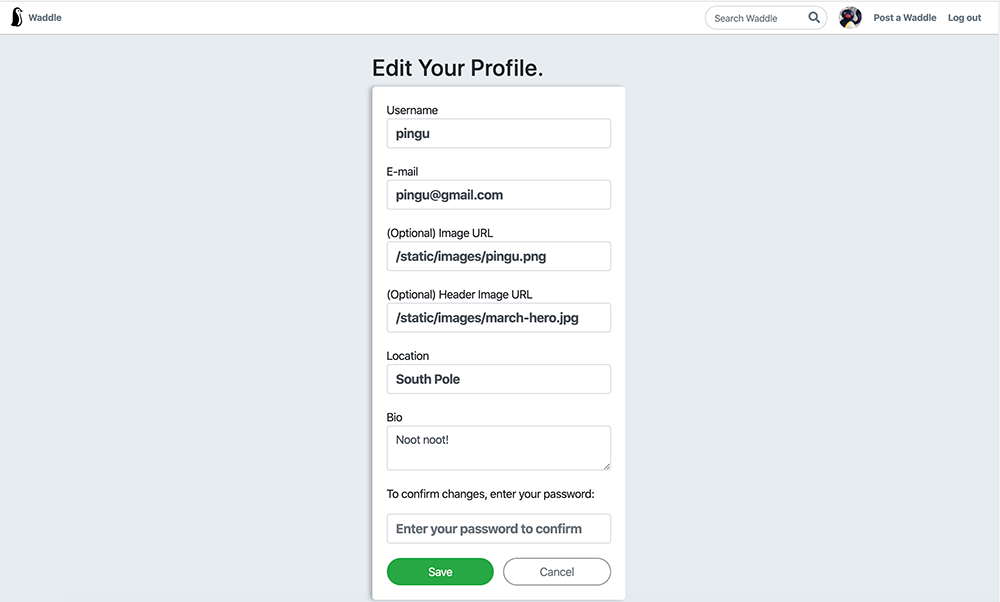 Waddle
Search Waddle
Post a Waddle
Log out
Edit Your Profile.
Username
pingu
E-mail
pingu@gmail.com
(Optional) Image URL
/static/images/pingu.png
(Optional) Header Image URL
/static/images/march-hero.jpg
Location
South Pole
Bio
Noot noot!
To confirm changes, enter your password:
Enter your password to confirm
Save
Cancel